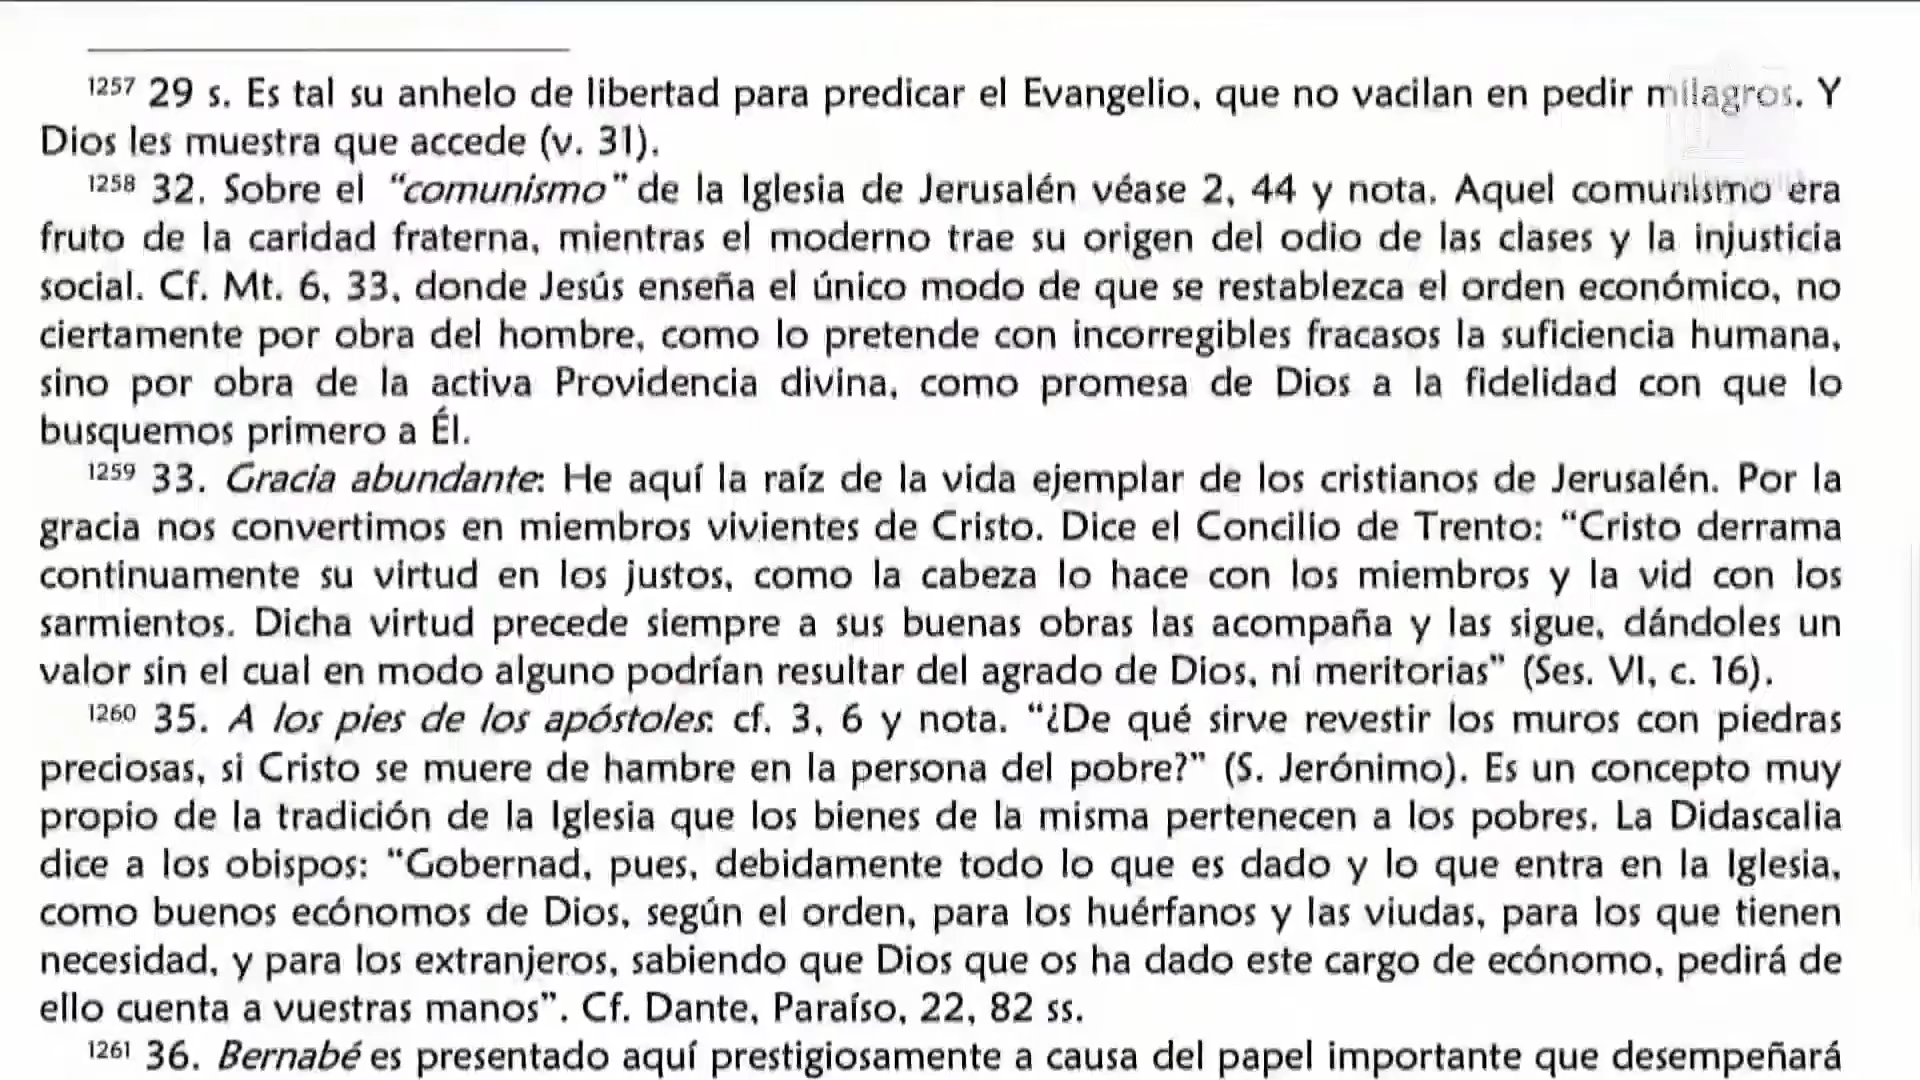 1257 29 s. Es tal su anhelo de libertad para predicar el Evangelio, que no vacilan en pedir milagros. Y
Dios les muestra que accede (v. 31).
1258 32. Sobre el “comunismo” de la Iglesia de Jerusalén véase 2, 44 y nota. Aquel comunismo era
fruto de la caridad fraterna, mientras el moderno trae su origen del odio de las clases y la injusticia
social. Cf. Mt. 6, 33, donde Jesús enseña el único modo de que se restablezca el orden económico, no
ciertamente por obra del hombre, como lo pretende con incorregibles fracasos la suficiencia humana,
sino por obra de la activa Providencia divina, como promesa de Dios a la fidelidad con que lo
busquemos primero a Él.
1259 33. Gracia abundante: He aquí la raíz de la vida ejemplar de los cristianos de Jerusalén. Por la
gracia nos convertimos en miembros vivientes de Cristo. Dice el Concilio de Trento: “Cristo derrama
continuamente su virtud en los justos, como la cabeza lo hace con los miembros y la vid con los
sarmientos. Dicha virtud precede siempre a sus buenas obras las acompaña y las sigue, dándoles un
valor sin el cual en modo alguno podrían resultar del agrado de Dios, ni meritorias” (Ses. VI, c. 16).
1260 35. A los pies de los apóstoles: cf. 3, 6 y nota. “¿De qué sirve revestir los muros con piedras
preciosas, si Cristo se muere de hambre en la persona del pobre?” (S. Jerónimo). Es un concepto muy
propio de la tradición de la Iglesia que los bienes de la misma pertenecen a los pobres. La Didascalia
dice a los obispos: “Gobernad, pues, debidamente todo lo que es dado y lo que entra en la Iglesia,
como buenos ecónomos de Dios, según el orden, para los huérfanos y las viudas, para los que tienen
necesidad, y para los extranjeros, sabiendo que Dios que os ha dado este cargo de ecónomo, pedirá de
ello cuenta a vuestras manos”. Cf. Dante, Paraíso, 22, 82 ss.
1261 36. Bernabé es presentado aquí prestigiosamente a causa del papel importante que desempeñará